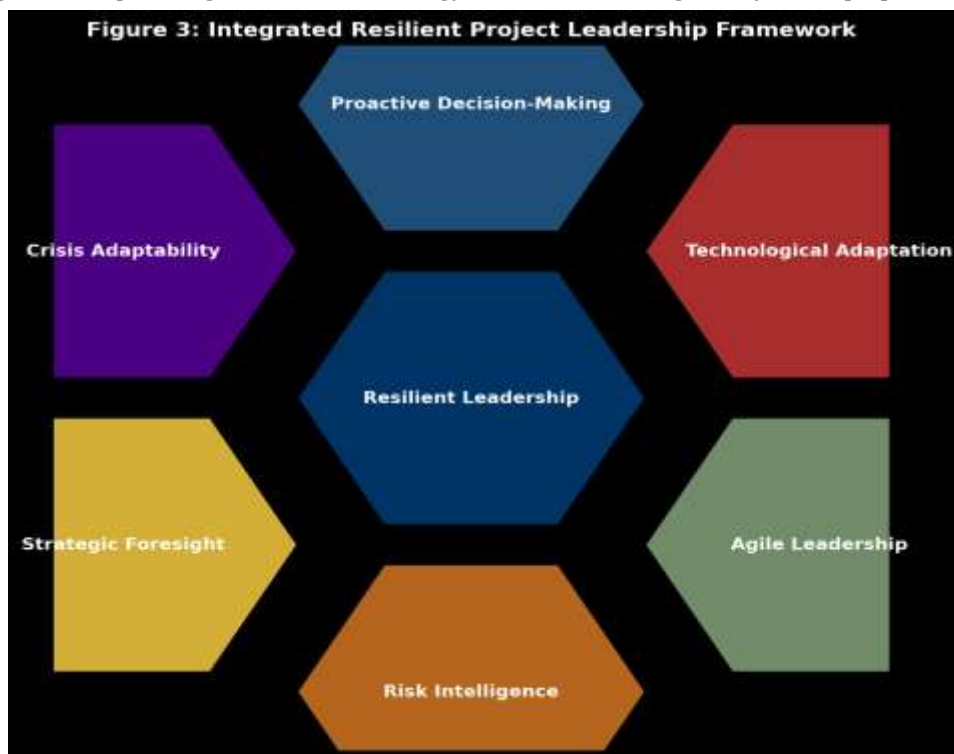 Figure 3: Integrated Resilient Project Leadership Framework
Proactive Decision-Making
Crisis Adaptability
Technological Adaptation
Resilient Leadership
Strategic Foresight
Agile Leadership
Risk Intelligence